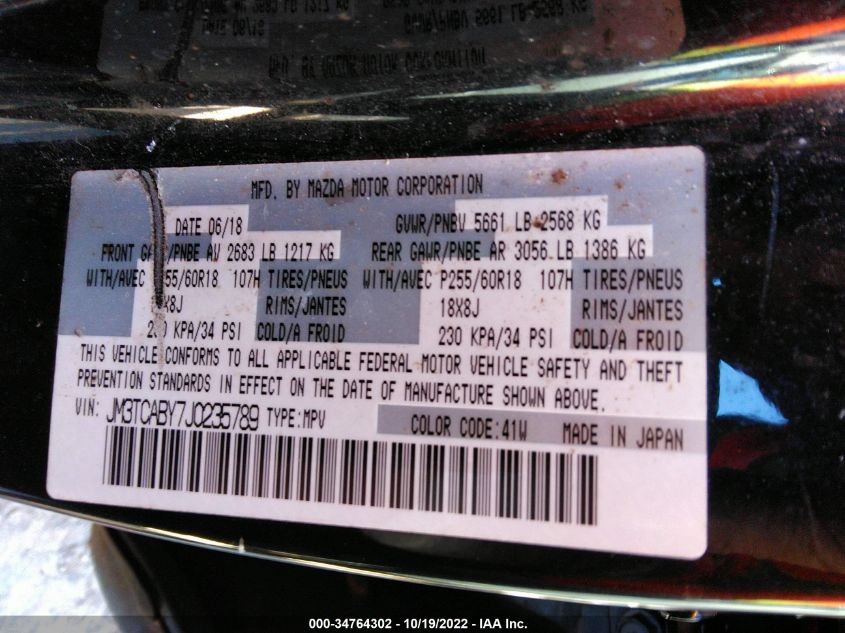 MFD. BY MAZDA MOTOR CORPORATION
DATE 06/18 GVWR/PNBV 5661 LB 2568 KG
FRONT GAWR/PNBE AV 2683 LB 1217 KG REAR GAWR/PNBE AR 3056 LB 1386 KG
WITH/AVEC P255/60R18 107H TIRES/PNEUS WITH/AVEC P255/60R18 107H TIRES/PNEUS
18X8J RIMS/JANTES 18X8J RIMS/JANTES
230 KPA/34 PSI COLD/A FROID 230 KPA/34 PSI COLD/A FROID
THIS VEHICLE CONFORMS TO ALL APPLICABLE FEDERAL MOTOR VEHICLE SAFETY AND THEFT
PREVENTION STANDARDS IN EFFECT ON THE DATE OF MANUFACTURE SHOWN ABOVE.
VIN: JM3TCABY7J0235789 TYPE:MPV COLOR CODE:41W MADE IN JAPAN
000-34764302 - 10/19/2022 - IAA Inc.